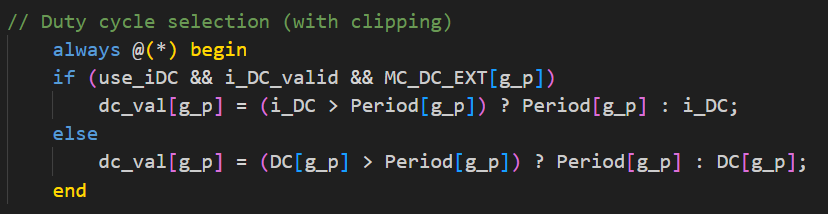 // Duty cycle selection (with clipping)
    always @(*) begin
    if (use_iDC && i_DC_valid && MC_DC_EXT[g_p])
        dc_val[g_p] = (i_DC > Period[g_p]) ? Period[g_p] : i_DC;
    else
        dc_val[g_p] = (DC[g_p] > Period[g_p]) ? Period[g_p] : DC[g_p];
    end